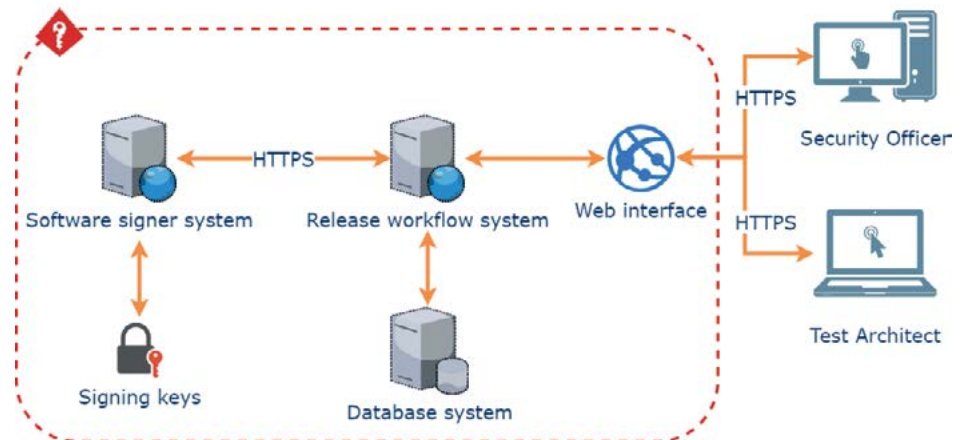 HTTPS
Security Officer
HTTPS
Software signer system
Release workflow system
Web interface
HTTPS
Test Architect
Signing keys
Database system